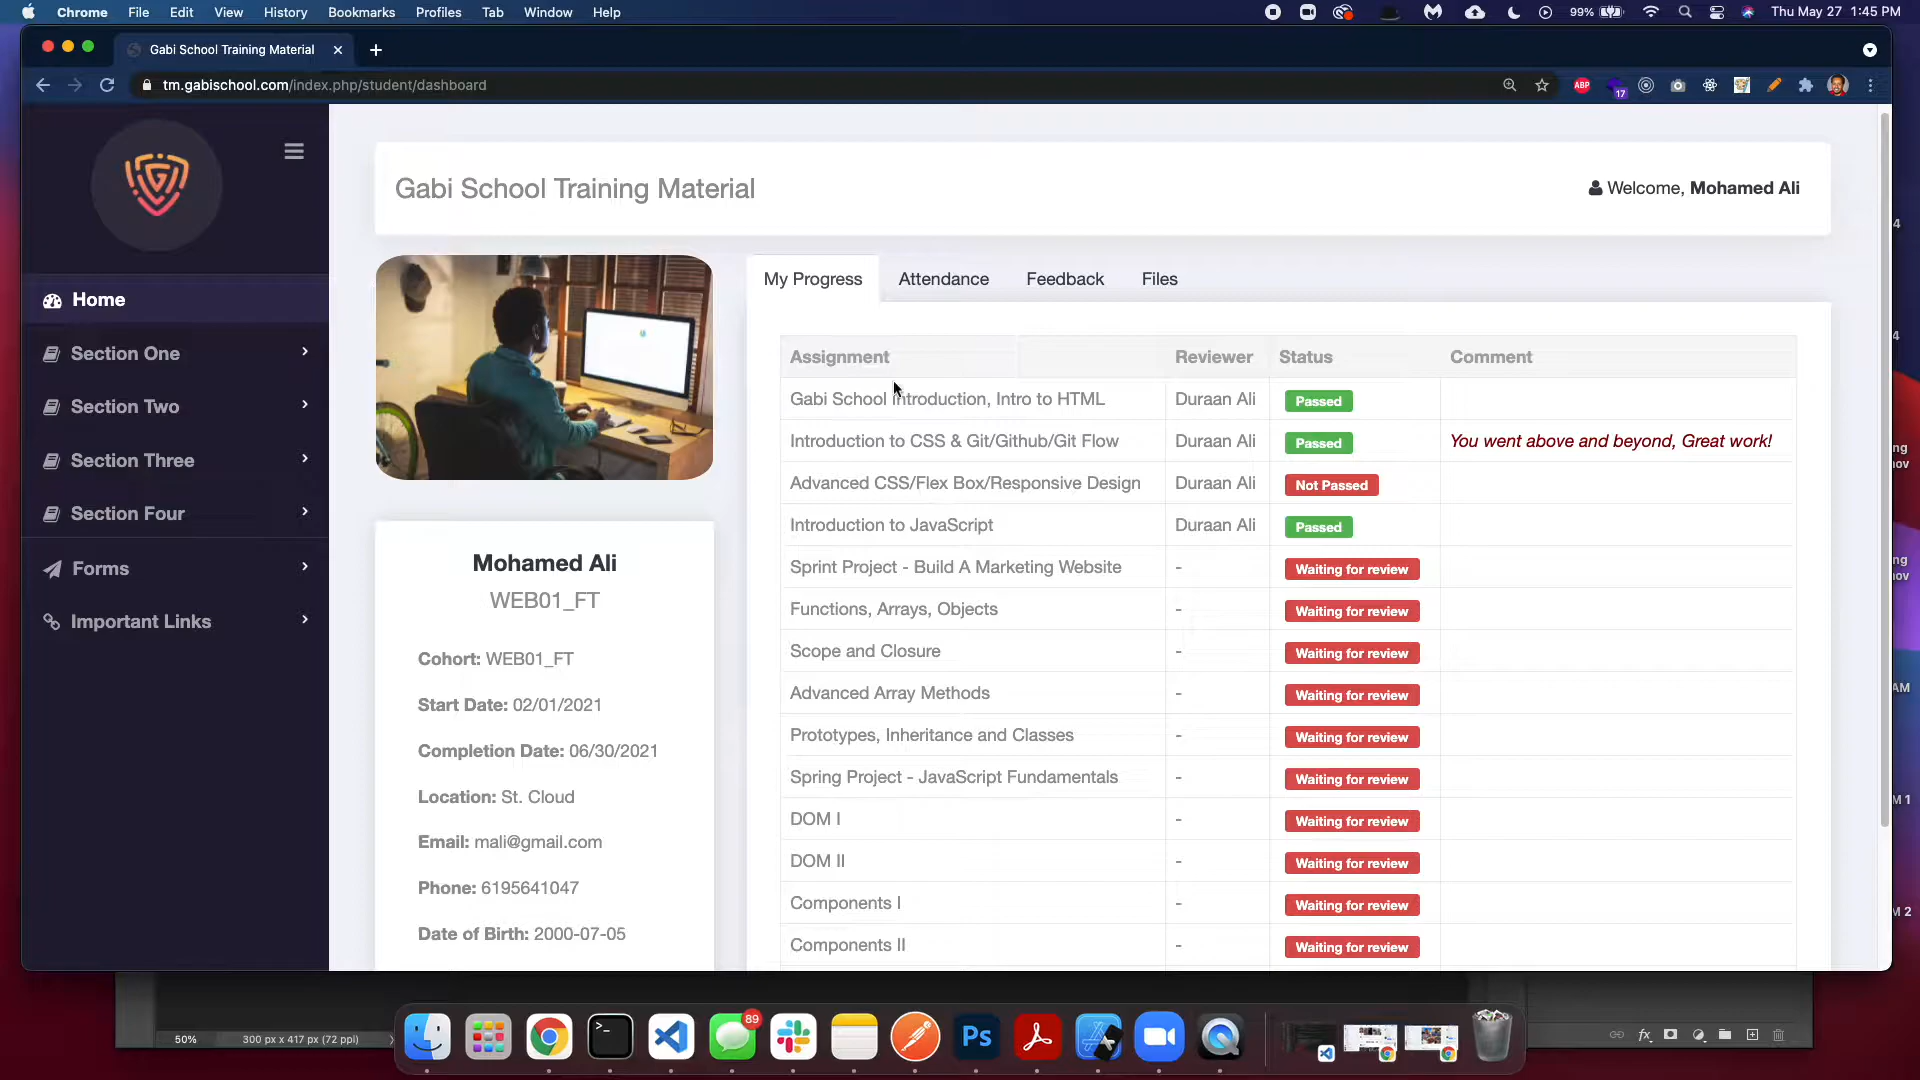 Chrome File Edit View History Bookmarks Profiles Tab Window Help
99% Thu May 27 1:45 PM
Gabi School Training Material
tm.gabischool.com/index.php/student/dashboard
ABP
17
Gabi School Training Material
Welcome, Mohamed Ali
Home
Section One
Section Two
Section Three
Section Four
Forms
Important Links
Mohamed Ali
WEB01_FT
Cohort: WEB01_FT
Start Date: 02/01/2021
Completion Date: 06/30/2021
Location: St. Cloud
Email: mali@gmail.com
Phone: 6195641047
Date of Birth: 2000-07-05
My Progress Attendance Feedback Files
Assignment Reviewer Status Comment
Gabi School Introduction, Intro to HTML Duraan Ali Passed
Introduction to CSS & Git/Github/Git Flow Duraan Ali Passed You went above and beyond, Great work!
Advanced CSS/Flex Box/Responsive Design Duraan Ali Not Passed
Introduction to JavaScript Duraan Ali Passed
Sprint Project - Build A Marketing Website - Waiting for review
Functions, Arrays, Objects - Waiting for review
Scope and Closure - Waiting for review
Advanced Array Methods - Waiting for review
Prototypes, Inheritance and Classes - Waiting for review
Spring Project - JavaScript Fundamentals - Waiting for review
DOM I - Waiting for review
DOM II - Waiting for review
Components I - Waiting for review
Components II - Waiting for review
50% 300 px x 417 px (72 ppi)
89
Ps
fx